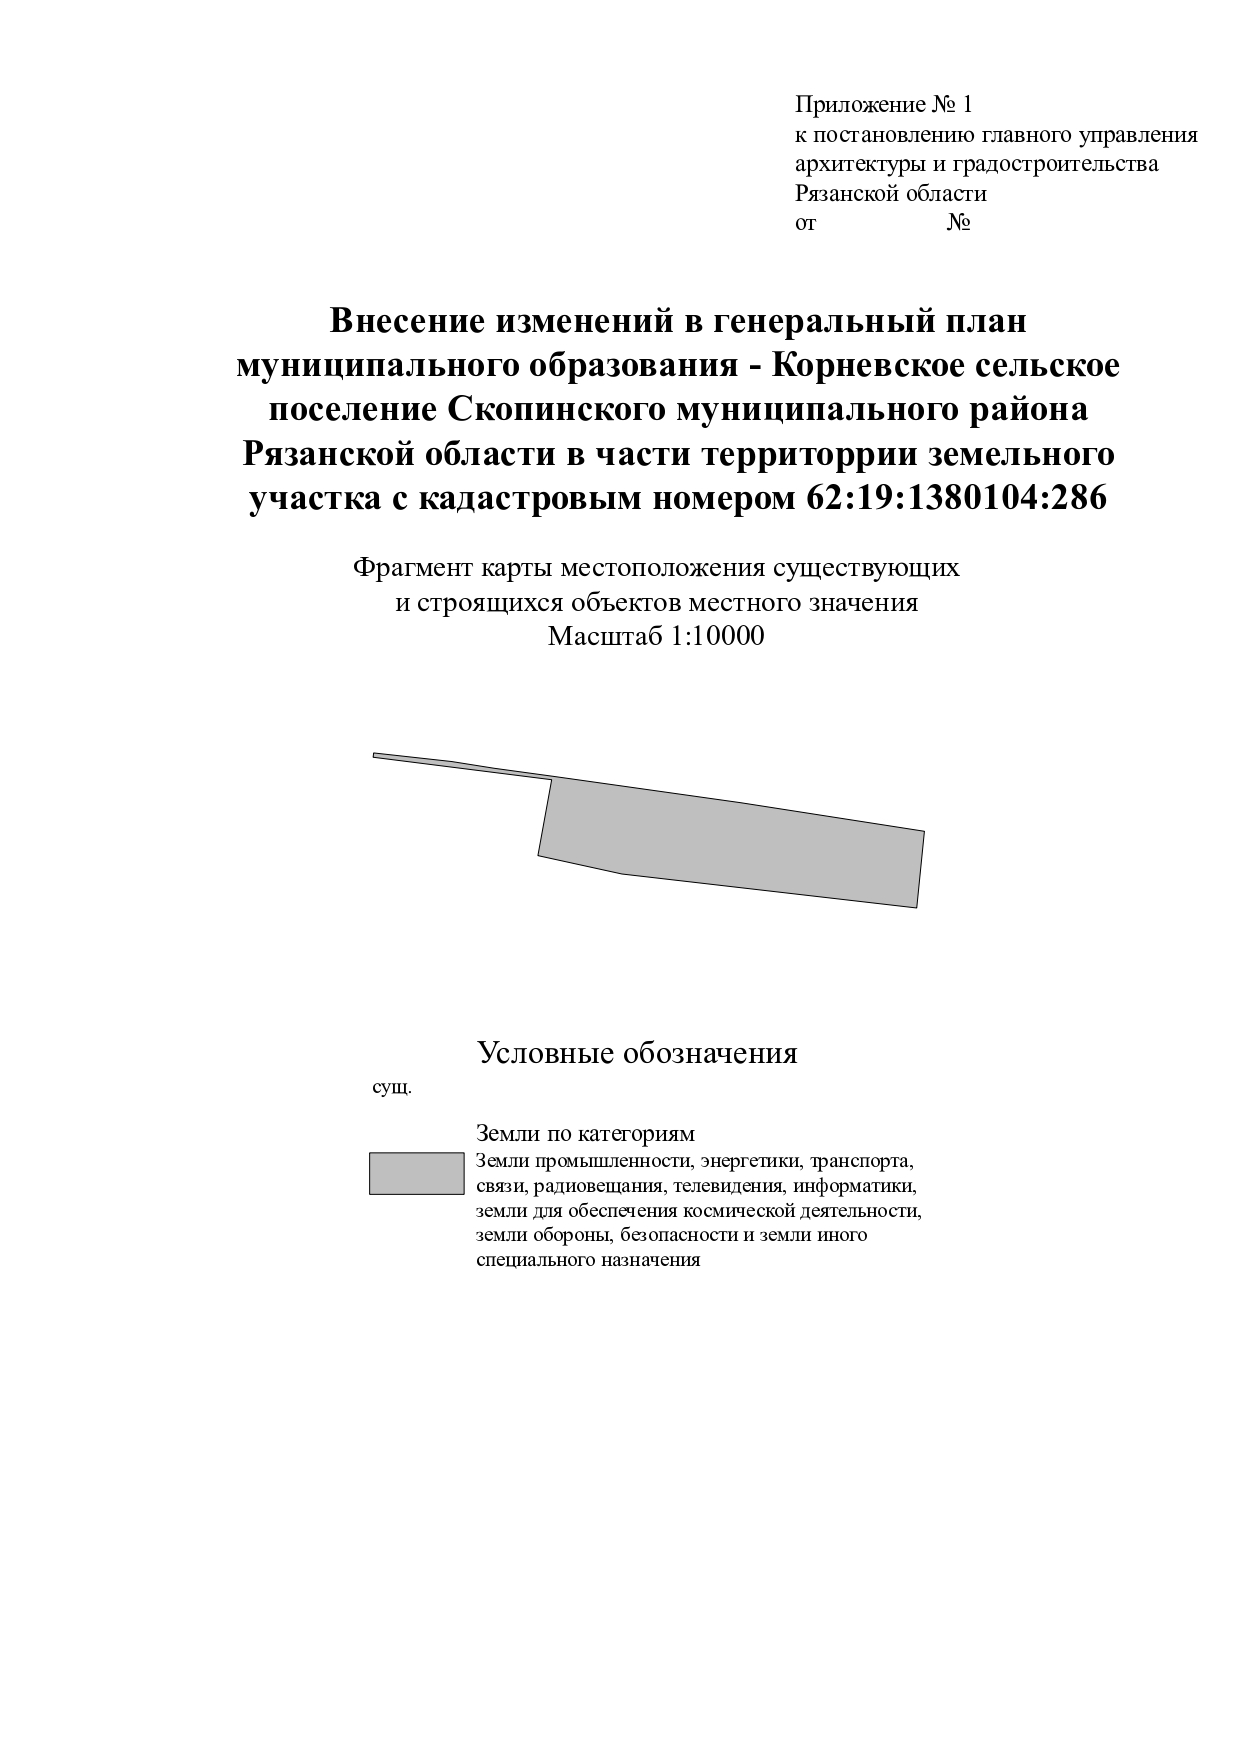 Приложение № 1
к постановлению главного управления
архитектуры и градостроительства
Рязанской области
от №
Внесение изменений в генеральный план
муниципального образования - Корневское сельское
поселение Скопинского муниципального района
Рязанской области в части территоррии земельного
участка с кадастровым номером 62:19:1380104:286
Фрагмент карты местоположения существующих
и строящихся объектов местного значения
Масштаб 1:10000
Условные обозначения
сущ.
Земли по категориям
Земли промышленности, энергетики, транспорта,
связи, радиовещания, телевидения, информатики,
земли для обеспечения космической деятельности,
земли обороны, безопасности и земли иного
специального назначения